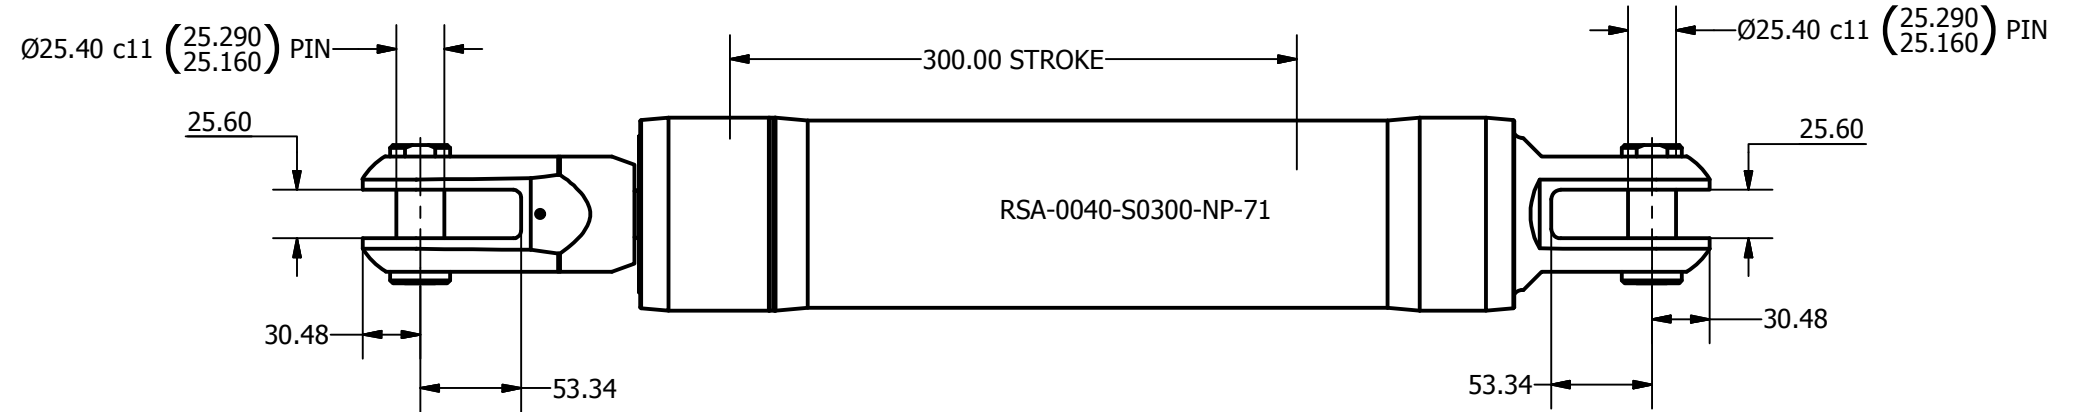 Ø25.40 c11 (25.290 25.160) PIN
300.00 STROKE
Ø25.40 c11 (25.290 25.160) PIN
25.60
25.60
RSA-0040-S0300-NP-71
30.48
30.48
53.34
53.34